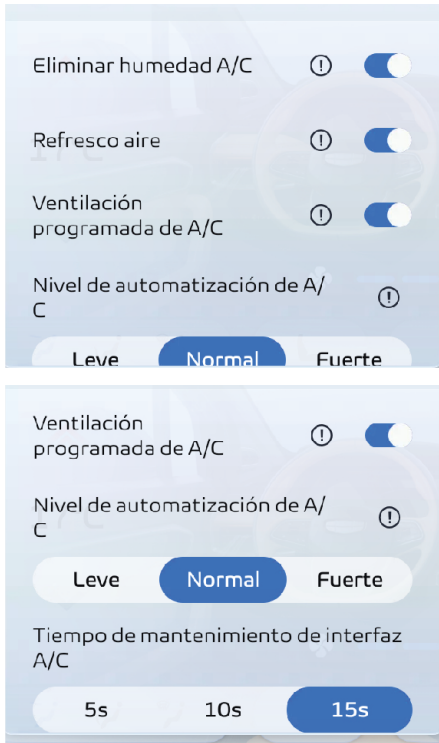 Eliminar humedad A/C
Refresco aire
Ventilación
programada de A/C
Nivel de automatización de A/
C
Leve Normal Fuerte
Ventilación
programada de A/C
Nivel de automatización de A/
C
Leve Normal Fuerte
Tiempo de mantenimiento de interfaz
A/C
5s 10s 15s